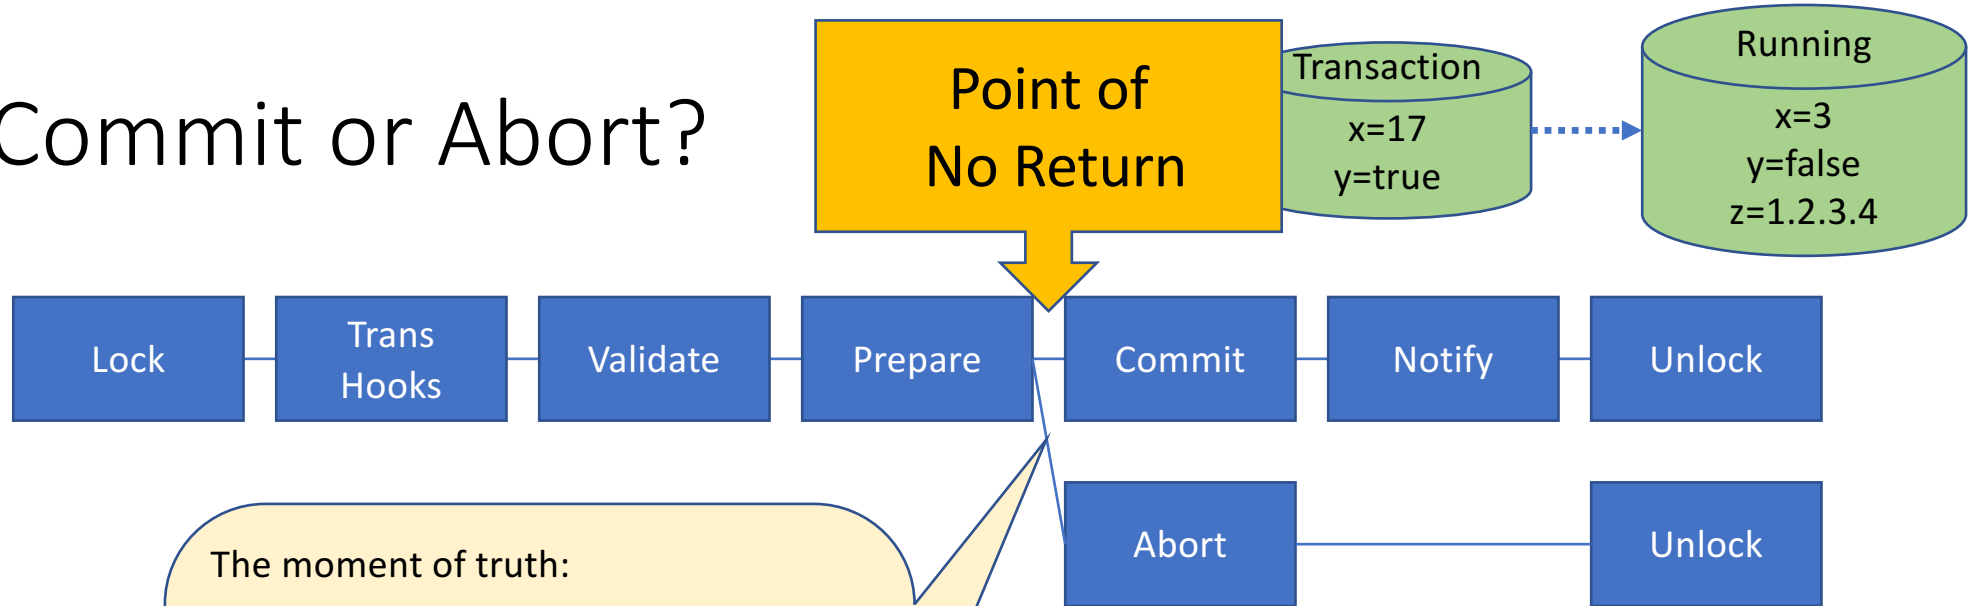 Commit or Abort?
Point of
No Return
Transaction
x=17
y=true
Running
x=3
y=false
z=1.2.3.4
Lock
Trans
Hooks
Validate
Prepare
Commit
Notify
Unlock
Abort
Unlock
The moment of truth: